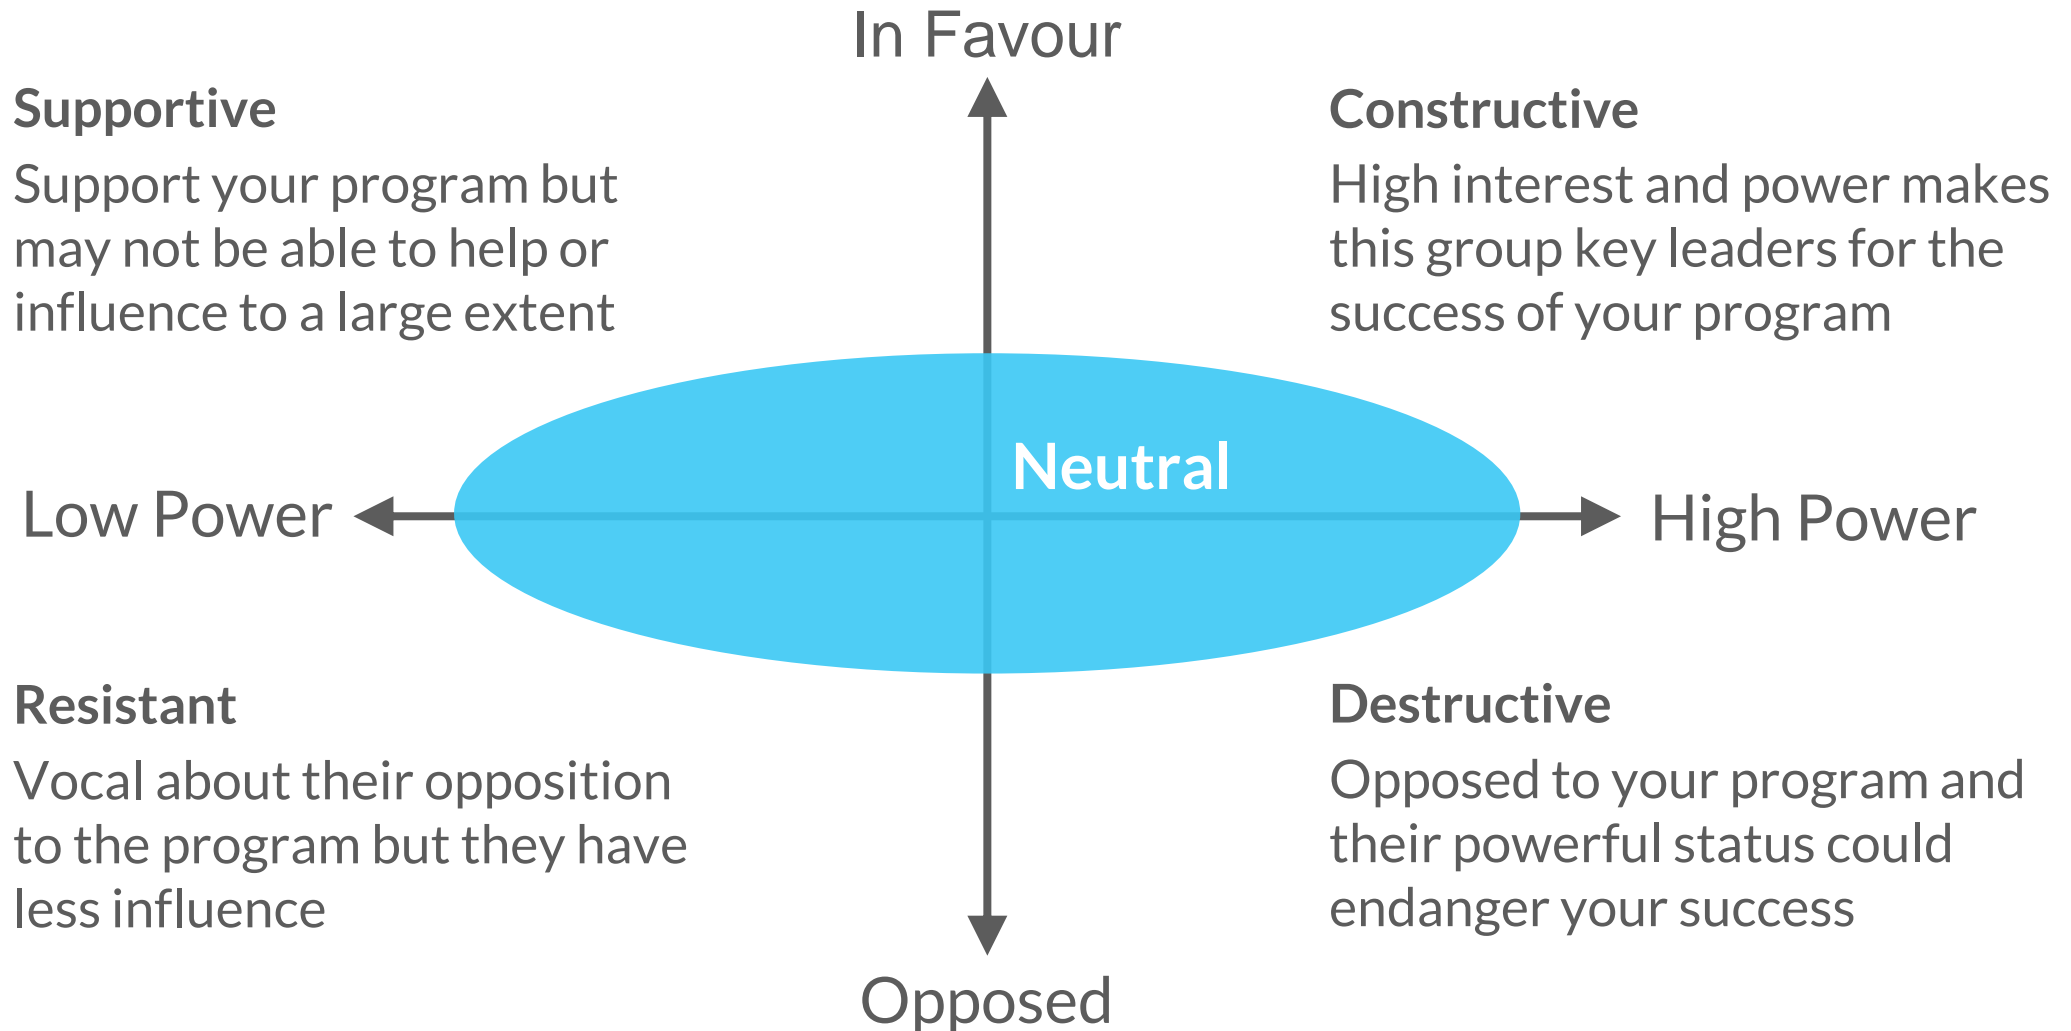 In Favour
Supportive
Support your program but
may not be able to help or
influence to a large extent
Constructive
High interest and power makes
this group key leaders for the
success of your program
Neutral
Low Power
High Power
Resistant
Vocal about their opposition
to the program but they have
less influence
Destructive
Opposed to your program and
their powerful status could
endanger your success
Opposed